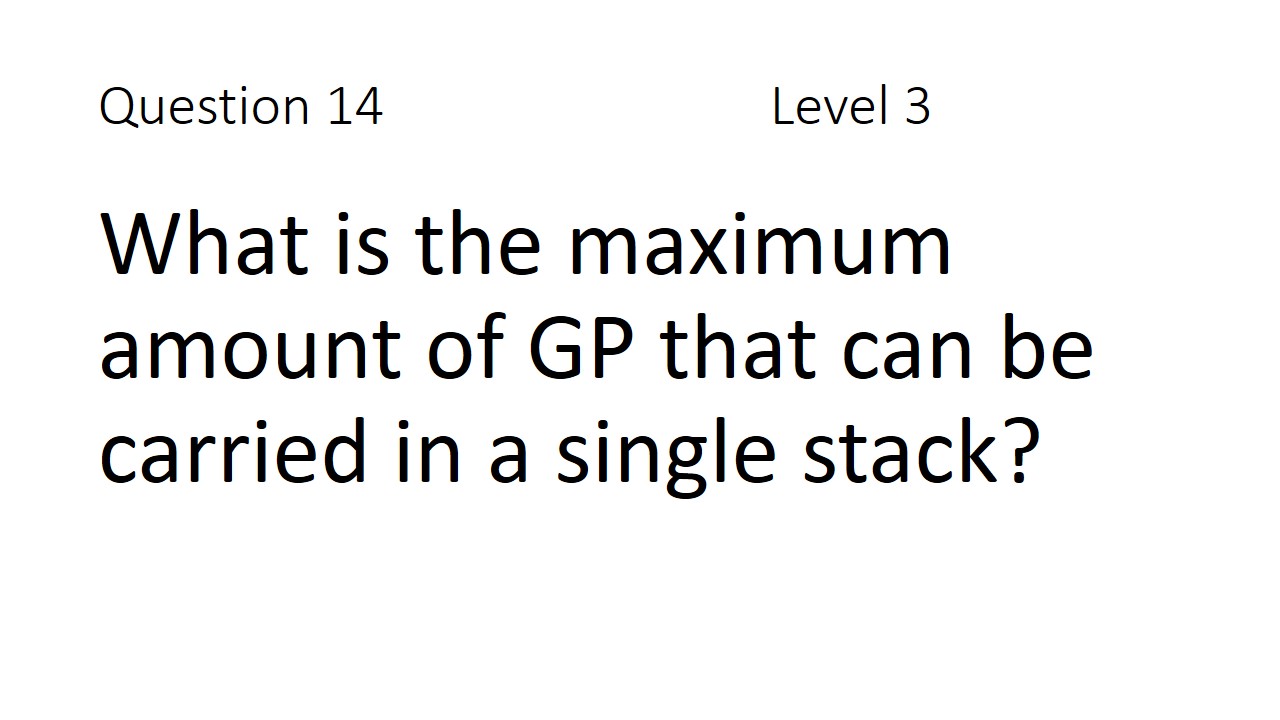 Question 14 Level 3
What is the maximum
amount of GP that can be
carried in a single stack?